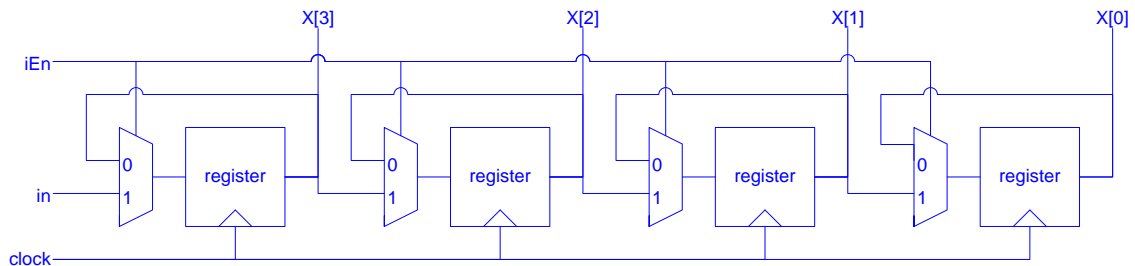 X[3] X[2] X[1] X[0]
iEn
0 0 0 0
register register register register
in 1 1 1 1
clock